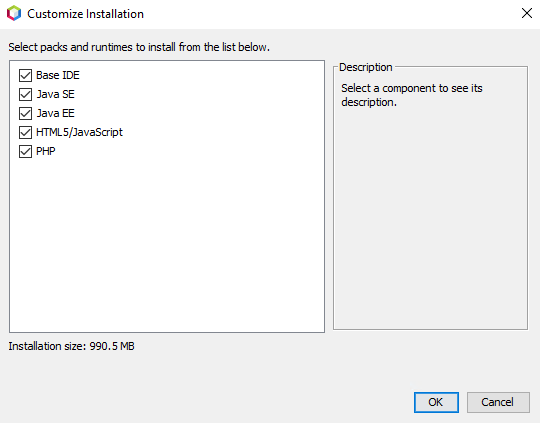 Customize Installation
Select packs and runtimes to install from the list below.
Base IDE
Java SE
Java EE
HTML5/JavaScript
PHP
Description
Select a component to see its
description.
Installation size: 990.5 MB
OK
Cancel